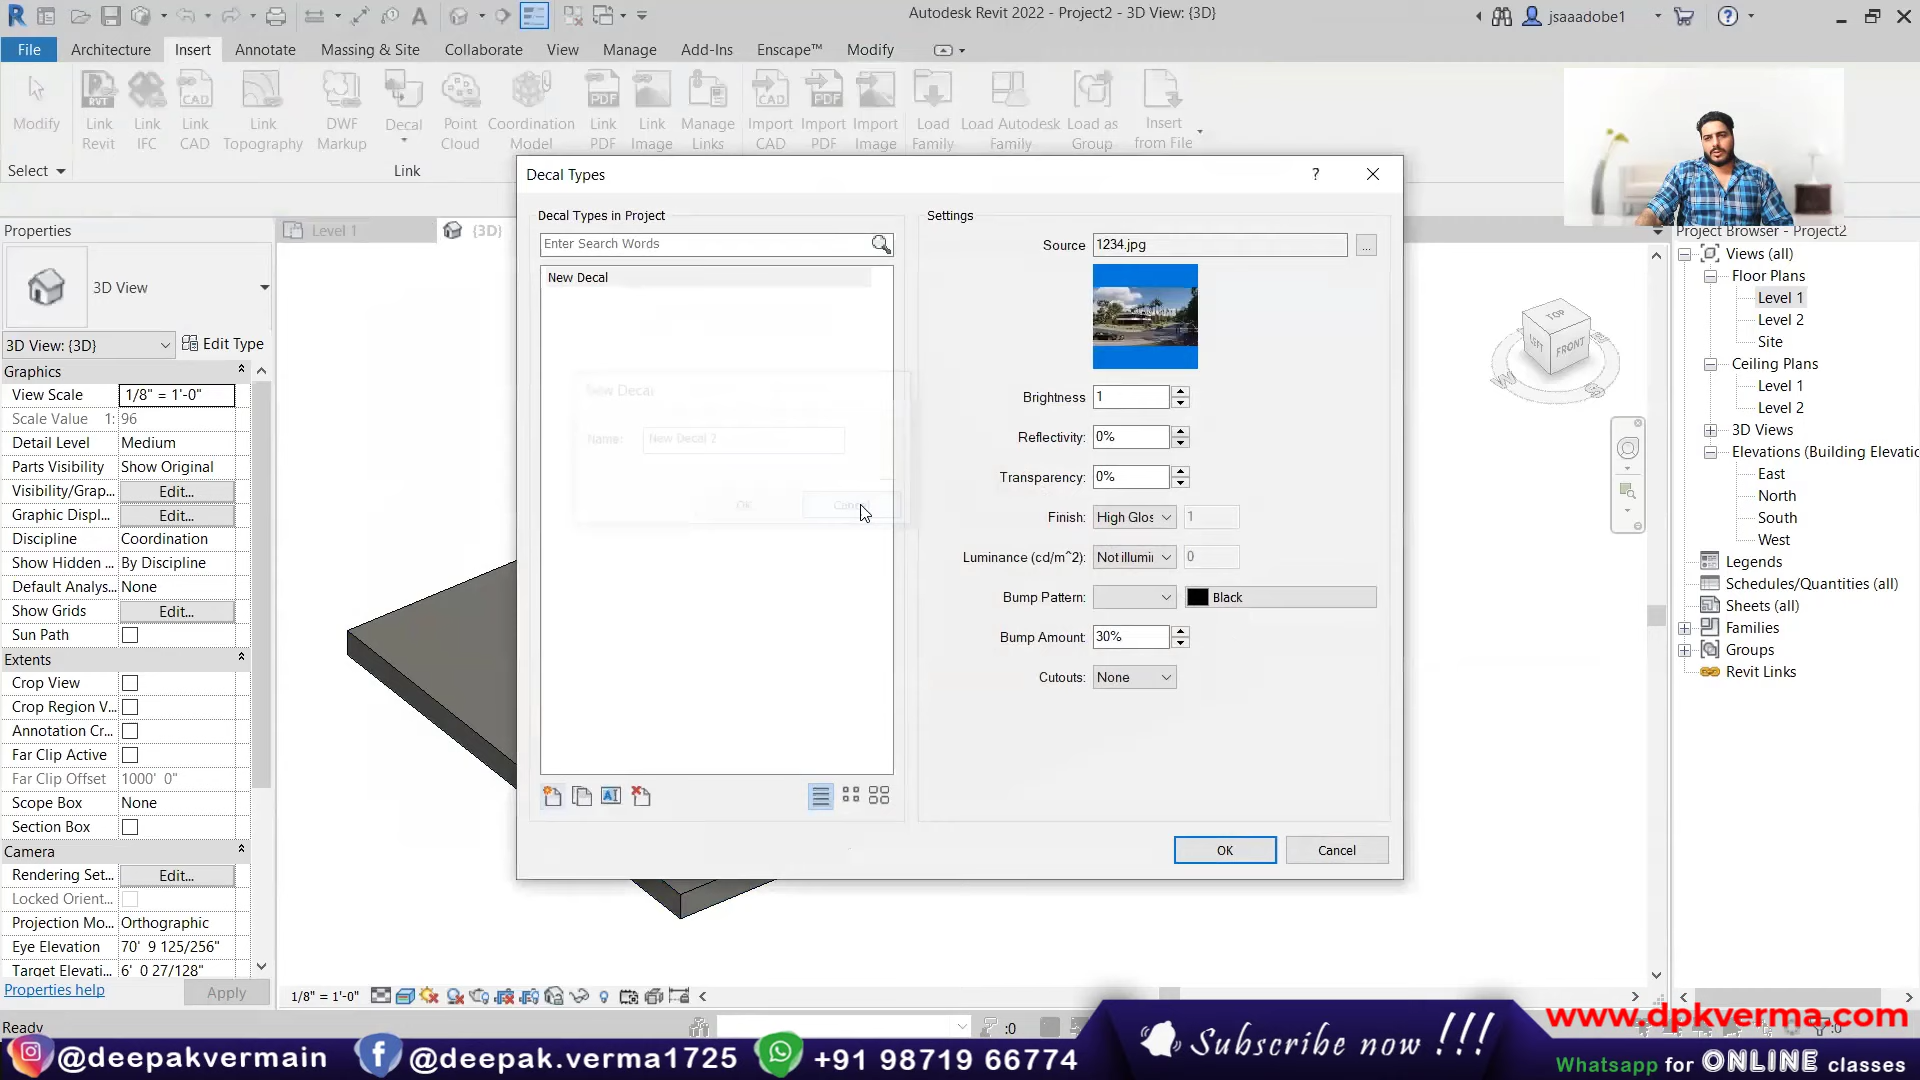 Autodesk Revit 2022 - Project2 - 3D View: {3D}
jsaaadobe1
File Architecture Insert Annotate Massing & Site Collaborate View Manage Add-Ins Enscape™ Modify
Modify
Link Revit
Link IFC
Link CAD
Link Topography
DWF Markup
Decal
Point Cloud
Coordination Model
Link PDF
Link Image
Manage Links
Import CAD
Import PDF
Import Image
Load Family
Load Autodesk Family
Load as Group
Insert from File
Select
Link
Properties
3D View
3D View: {3D}
Edit Type
Graphics
View Scale 1/8" = 1'-0"
Scale Value 1: 96
Detail Level Medium
Parts Visibility Show Original
Visibility/Grap... Edit...
Graphic Displ... Edit...
Discipline Coordination
Show Hidden ... By Discipline
Default Analys... None
Show Grids Edit...
Sun Path
Extents
Crop View
Crop Region V...
Annotation Cr...
Far Clip Active
Far Clip Offset 1000' 0"
Scope Box None
Section Box
Camera
Rendering Set... Edit...
Locked Orient...
Projection Mo... Orthographic
Eye Elevation 70' 9 125/256"
Target Elevati... 6' 0 27/128"
Properties help
Apply
Level 1
{3D}
Decal Types
?
Decal Types in Project
Enter Search Words
New Decal
New Decal
Name: New Decal 2
OK
Cancel
Settings
Source 1234.jpg
...
Brightness 1
Reflectivity: 0%
Transparency: 0%
Finish: High Glos 1
Luminance (cd/m^2): Not illumi 0
Bump Pattern: Black
Bump Amount: 30%
Cutouts: None
OK
Cancel
TOP
LEFT
FRONT
W
S
Project Browser - Project2
Views (all)
Floor Plans
Level 1
Level 2
Site
Ceiling Plans
Level 1
Level 2
3D Views
Elevations (Building Elevatio
East
North
South
West
Legends
Schedules/Quantities (all)
Sheets (all)
Families
Groups
Revit Links
1/8" = 1'-0"
Ready
:0
:0
@deepakvermain
@deepak.verma1725
+91 98719 66774
Subscribe now !!!
www.dpkverma.com
Whatsapp for ONLINE classes